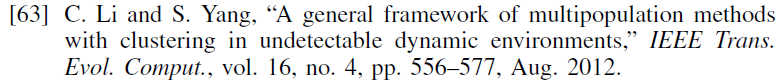 [63] C. Li and S. Yang, “A general framework of multipopulation methods
with clustering in undetectable dynamic environments,” IEEE Trans.
Evol. Comput., vol. 16, no. 4, pp. 556–577, Aug. 2012.